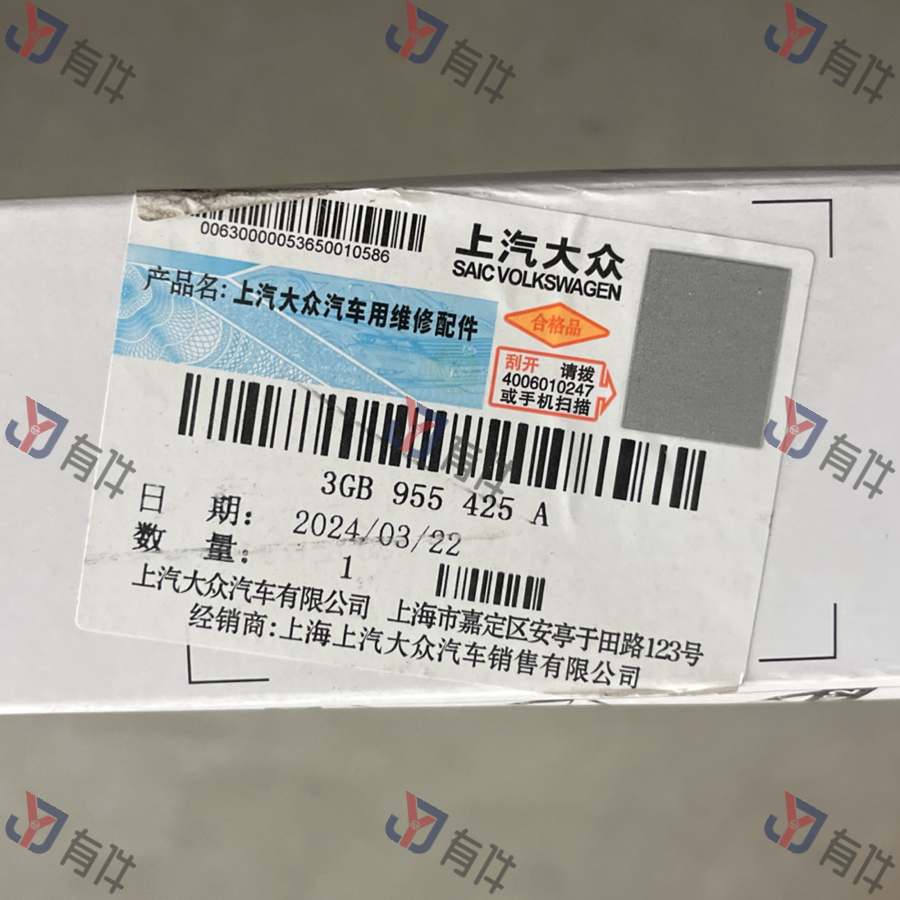 有件
有件
有件
00630000053650010586
上汽大众
SAIC VOLKSWAGEN
产品名: 上汽大众汽车用维修配件
合格品
刮开 请拨
4006010247
或手机扫描
有件
有件
有件
3GB 955 425 A
日 期: 2024/03/22
数 量: 1
上汽大众汽车有限公司 上海市嘉定区安亭于田路123号
经销商:上海上汽大众汽车销售有限公司
有件
有件
有件